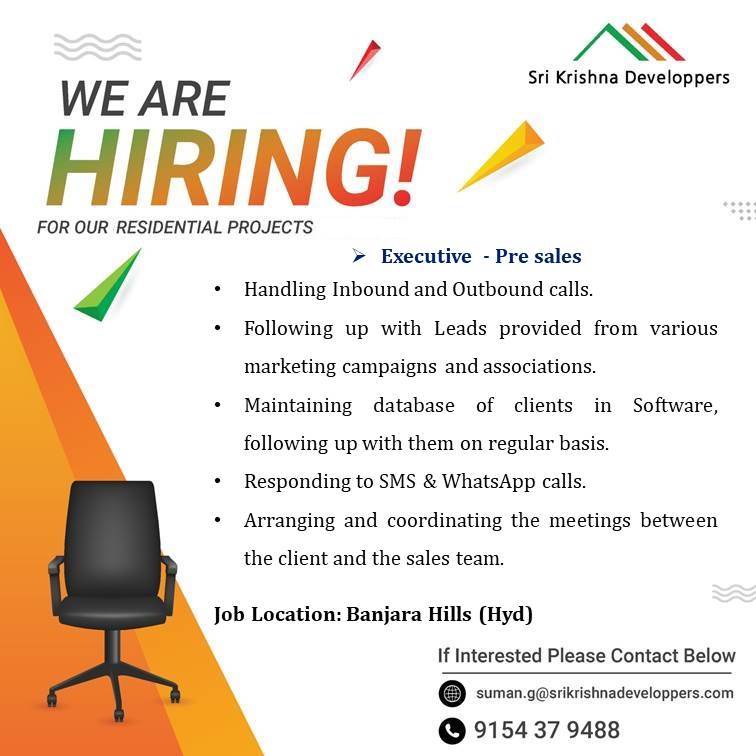 Sri Krishna Developpers
WE ARE
HIRING!
FOR OUR RESIDENTIAL PROJECTS
➢ Executive - Pre sales
• Handling Inbound and Outbound calls.
• Following up with Leads provided from various
marketing campaigns and associations.
• Maintaining database of clients in Software,
following up with them on regular basis.
• Responding to SMS & WhatsApp calls.
• Arranging and coordinating the meetings between
the client and the sales team.
Job Location: Banjara Hills (Hyd)
If Interested Please Contact Below
suman.g@srikrishnadeveloppers.com
9154 37 9488